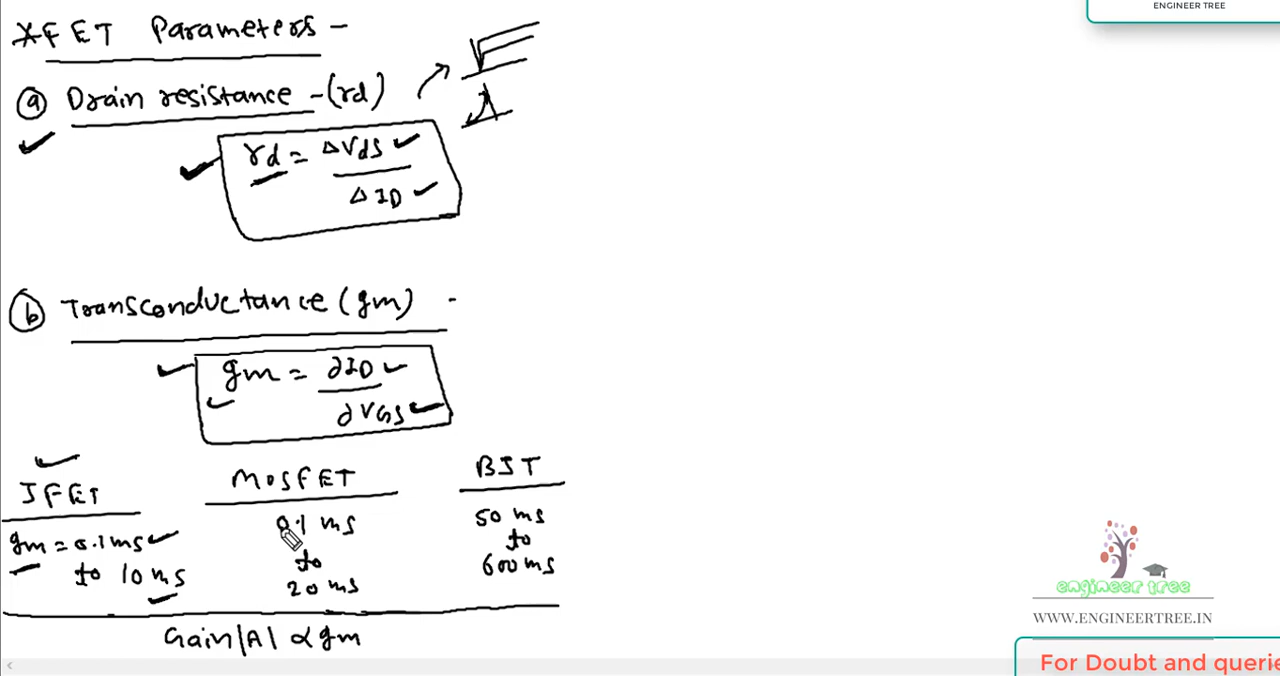 ENGINEER TREE
*FET Parameters -
(a) Drain resistance - (rd)
rd = ΔVds
ΔID
(b) Transconductance (gm) -
gm = ∂ID
∂VGS
JFET MOSFET BJT
gm = 0.1 ms 0.1 ms 50 ms
to 10 ms to to
20 ms 600 ms
Gain |A| ∝ gm
engineer tree
WWW.ENGINEERTREE.IN
For Doubt and querie